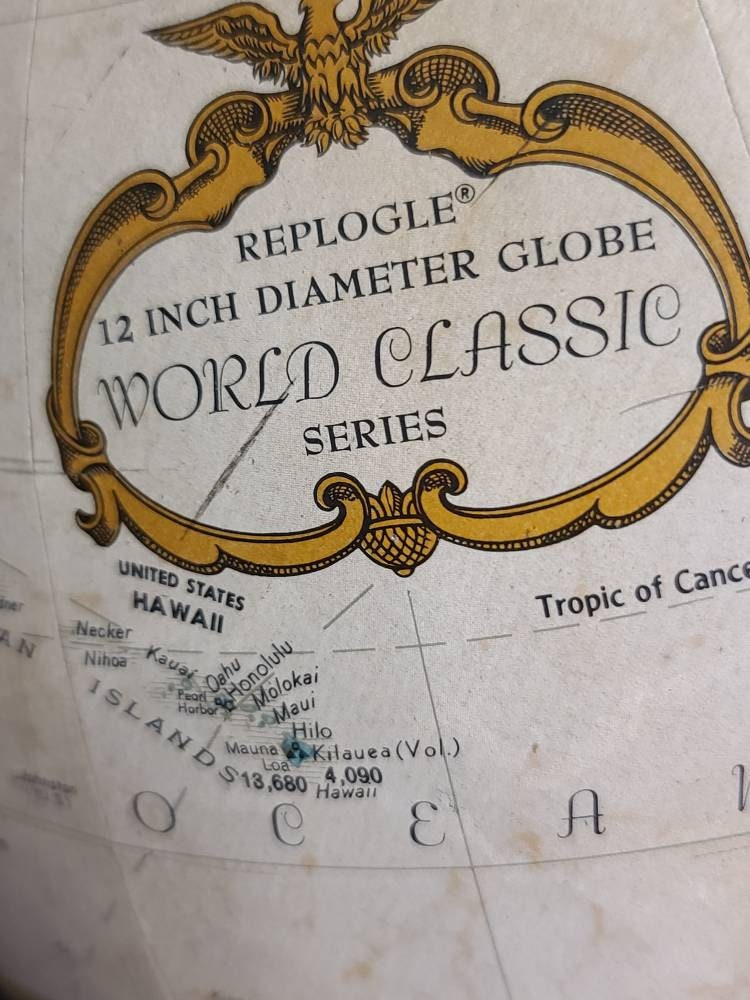 REPLOGLE®
12 INCH DIAMETER GLOBE
WORLD CLASSIC
SERIES
UNITED STATES
HAWAII
Tropic of Cance
Necker
Nihoa
Kauai
Oahu
Honolulu
Pearl
Harbor
Molokai
Maui
Hilo
Mauna
Loa
13,680
Kilauea (Vol.)
4,090
Hawaii
ISLANDS
OCEA